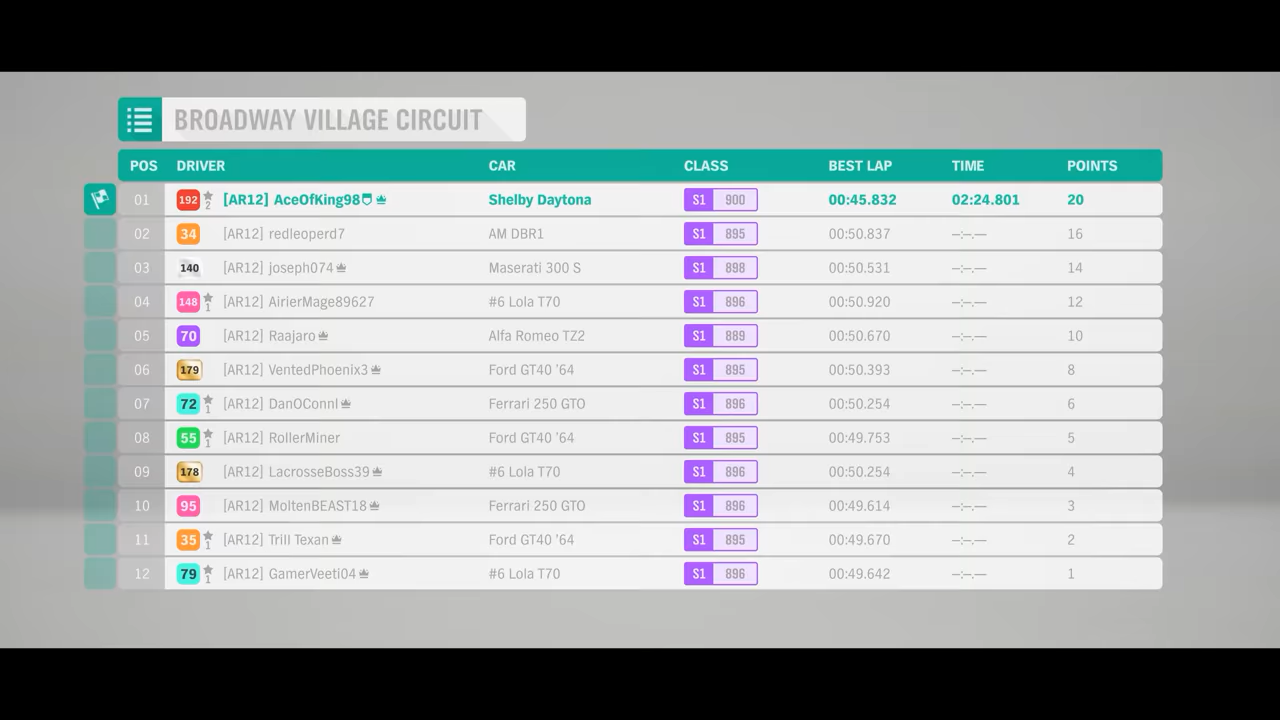 BROADWAY VILLAGE CIRCUIT
POS DRIVER CAR CLASS BEST LAP TIME POINTS
01 192 2 [AR12] AceOfKing98 Shelby Daytona S1 900 00:45.832 02:24.801 20
02 34 [AR12] redleoperd7 AM DBR1 S1 895 00:50.837 --:--.--- 16
03 140 [AR12] joseph074 Maserati 300 S S1 898 00:50.531 --:--.--- 14
04 148 1 [AR12] AirierMage89627 #6 Lola T70 S1 896 00:50.920 --:--.--- 12
05 70 [AR12] Raajaro Alfa Romeo TZ2 S1 889 00:50.670 --:--.--- 10
06 179 [AR12] VentedPhoenix3 Ford GT40 '64 S1 895 00:50.393 --:--.--- 8
07 72 1 [AR12] DanOConnl Ferrari 250 GTO S1 896 00:50.254 --:--.--- 6
08 55 1 [AR12] RollerMiner Ford GT40 '64 S1 895 00:49.753 --:--.--- 5
09 178 [AR12] LacrosseBoss39 #6 Lola T70 S1 896 00:50.254 --:--.--- 4
10 95 [AR12] MoltenBEAST18 Ferrari 250 GTO S1 896 00:49.614 --:--.--- 3
11 35 1 [AR12] Trill Texan Ford GT40 '64 S1 895 00:49.670 --:--.--- 2
12 79 1 [AR12] GamerVeeti04 #6 Lola T70 S1 896 00:49.642 --:--.--- 1